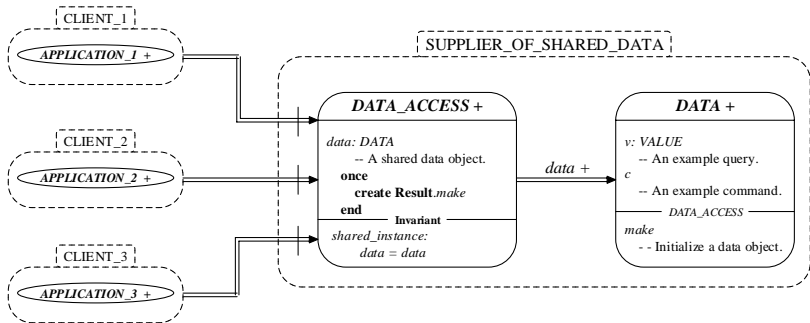 CLIENT_1
APPLICATION_1 +
CLIENT_2
APPLICATION_2 +
CLIENT_3
APPLICATION_3 +
SUPPLIER_OF_SHARED_DATA
DATA_ACCESS +
data: DATA
-- A shared data object.
once
create Result.make
end
Invariant
shared_instance:
data = data
data +
DATA +
v: VALUE
-- An example query.
c
-- An example command.
DATA_ACCESS
make
- - Initialize a data object.